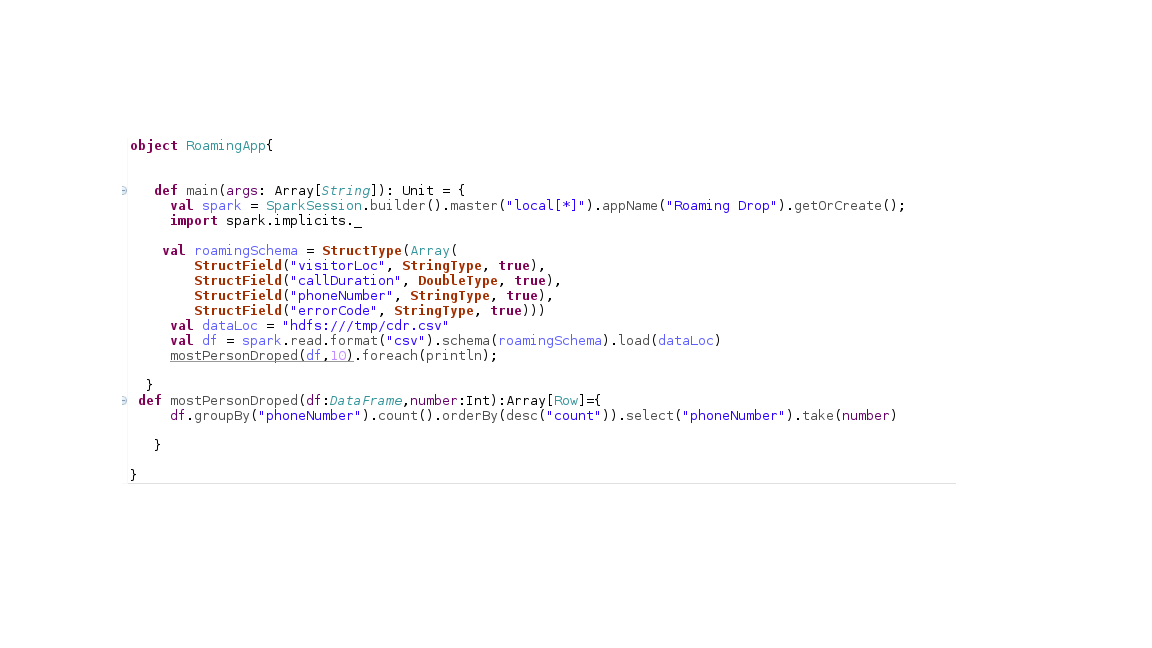 object RoamingApp{
def main(args: Array[String]): Unit = {
val spark = SparkSession.builder().master("local[*]").appName("Roaming Drop").getOrCreate();
import spark.implicits._
val roamingSchema = StructType(Array(
StructField("visitorLoc", StringType, true),
StructField("callDuration", DoubleType, true),
StructField("phoneNumber", StringType, true),
StructField("errorCode", StringType, true)))
val dataLoc = "hdfs:///tmp/cdr.csv"
val df = spark.read.format("csv").schema(roamingSchema).load(dataLoc)
mostPersonDroped(df,10).foreach(println);
}
def mostPersonDroped(df:DataFrame,number:Int):Array[Row]={
df.groupBy("phoneNumber").count().orderBy(desc("count")).select("phoneNumber").take(number)
}
}